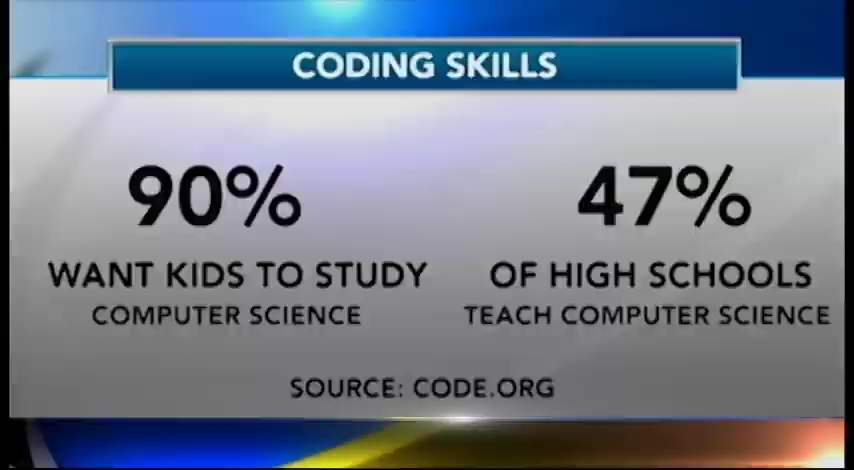 CODING SKILLS
90%
WANT KIDS TO STUDY
COMPUTER SCIENCE
47%
OF HIGH SCHOOLS
TEACH COMPUTER SCIENCE
SOURCE: CODE.ORG